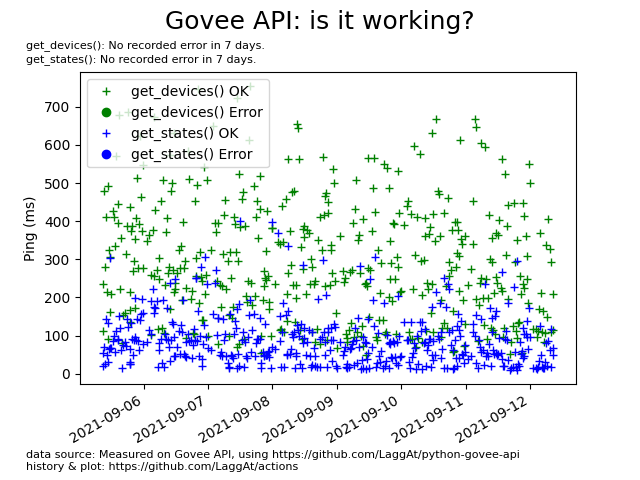 Govee API: is it working?
get_devices(): No recorded error in 7 days.
get_states(): No recorded error in 7 days.
get_devices() OK
get_devices() Error
get_states() OK
get_states() Error
Ping (ms)
700
600
500
400
300
200
100
0
2021-09-06
2021-09-07
2021-09-08
2021-09-09
2021-09-10
2021-09-11
2021-09-12
data source: Measured on Govee API, using https://github.com/LaggAt/python-govee-api
history & plot: https://github.com/LaggAt/actions